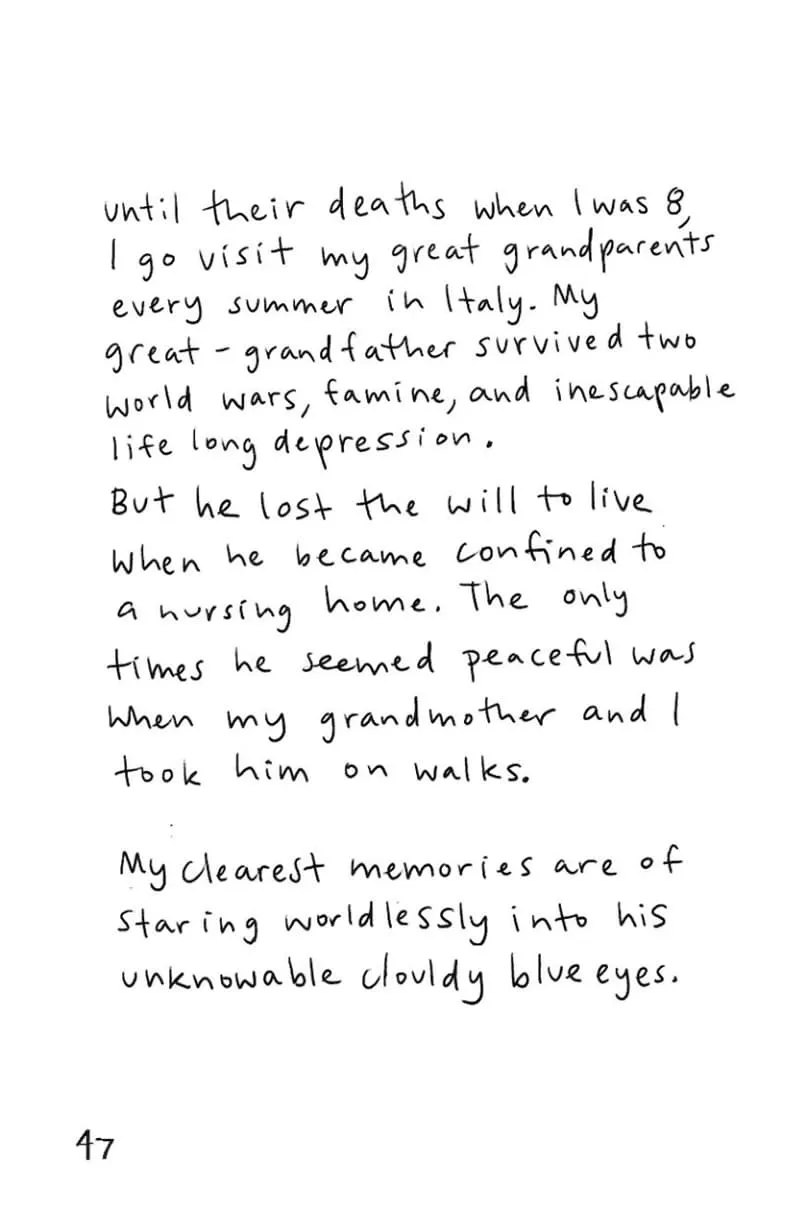 until their deaths when I was 8,
I go visit my great grandparents
every summer in Italy. My
great - grandfather survived two
world wars, famine, and inescapable
life long depression.
But he lost the will to live
when he became confined to
a nursing home. The only
times he seemed peaceful was
when my grandmother and I
took him on walks.
My clearest memories are of
staring worldlessly into his
unknowable clouldy blue eyes.
47